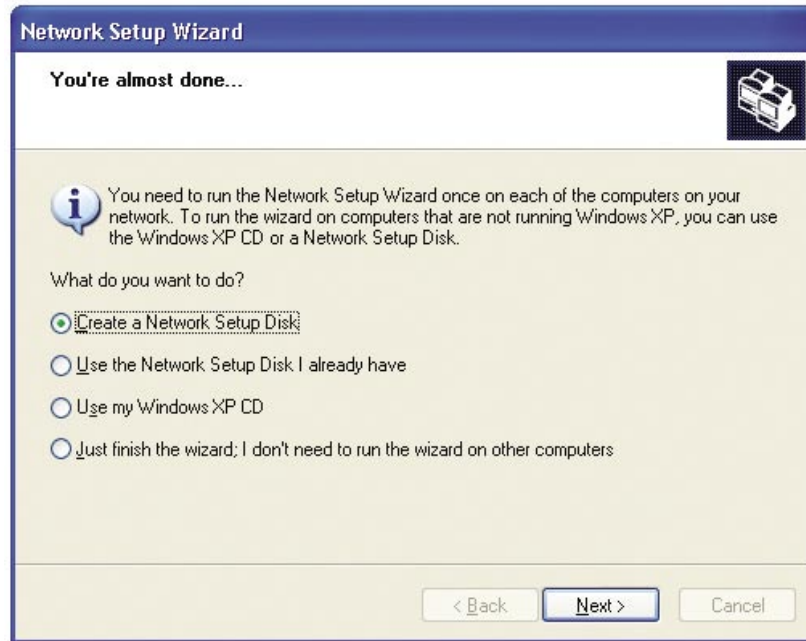 Network Setup Wizard
You're almost done...
You need to run the Network Setup Wizard once on each of the computers on your
network. To run the wizard on computers that are not running Windows XP, you can use
the Windows XP CD or a Network Setup Disk.
What do you want to do?
Create a Network Setup Disk
Use the Network Setup Disk I already have
Use my Windows XP CD
Just finish the wizard; I don't need to run the wizard on other computers
< Back Next > Cancel